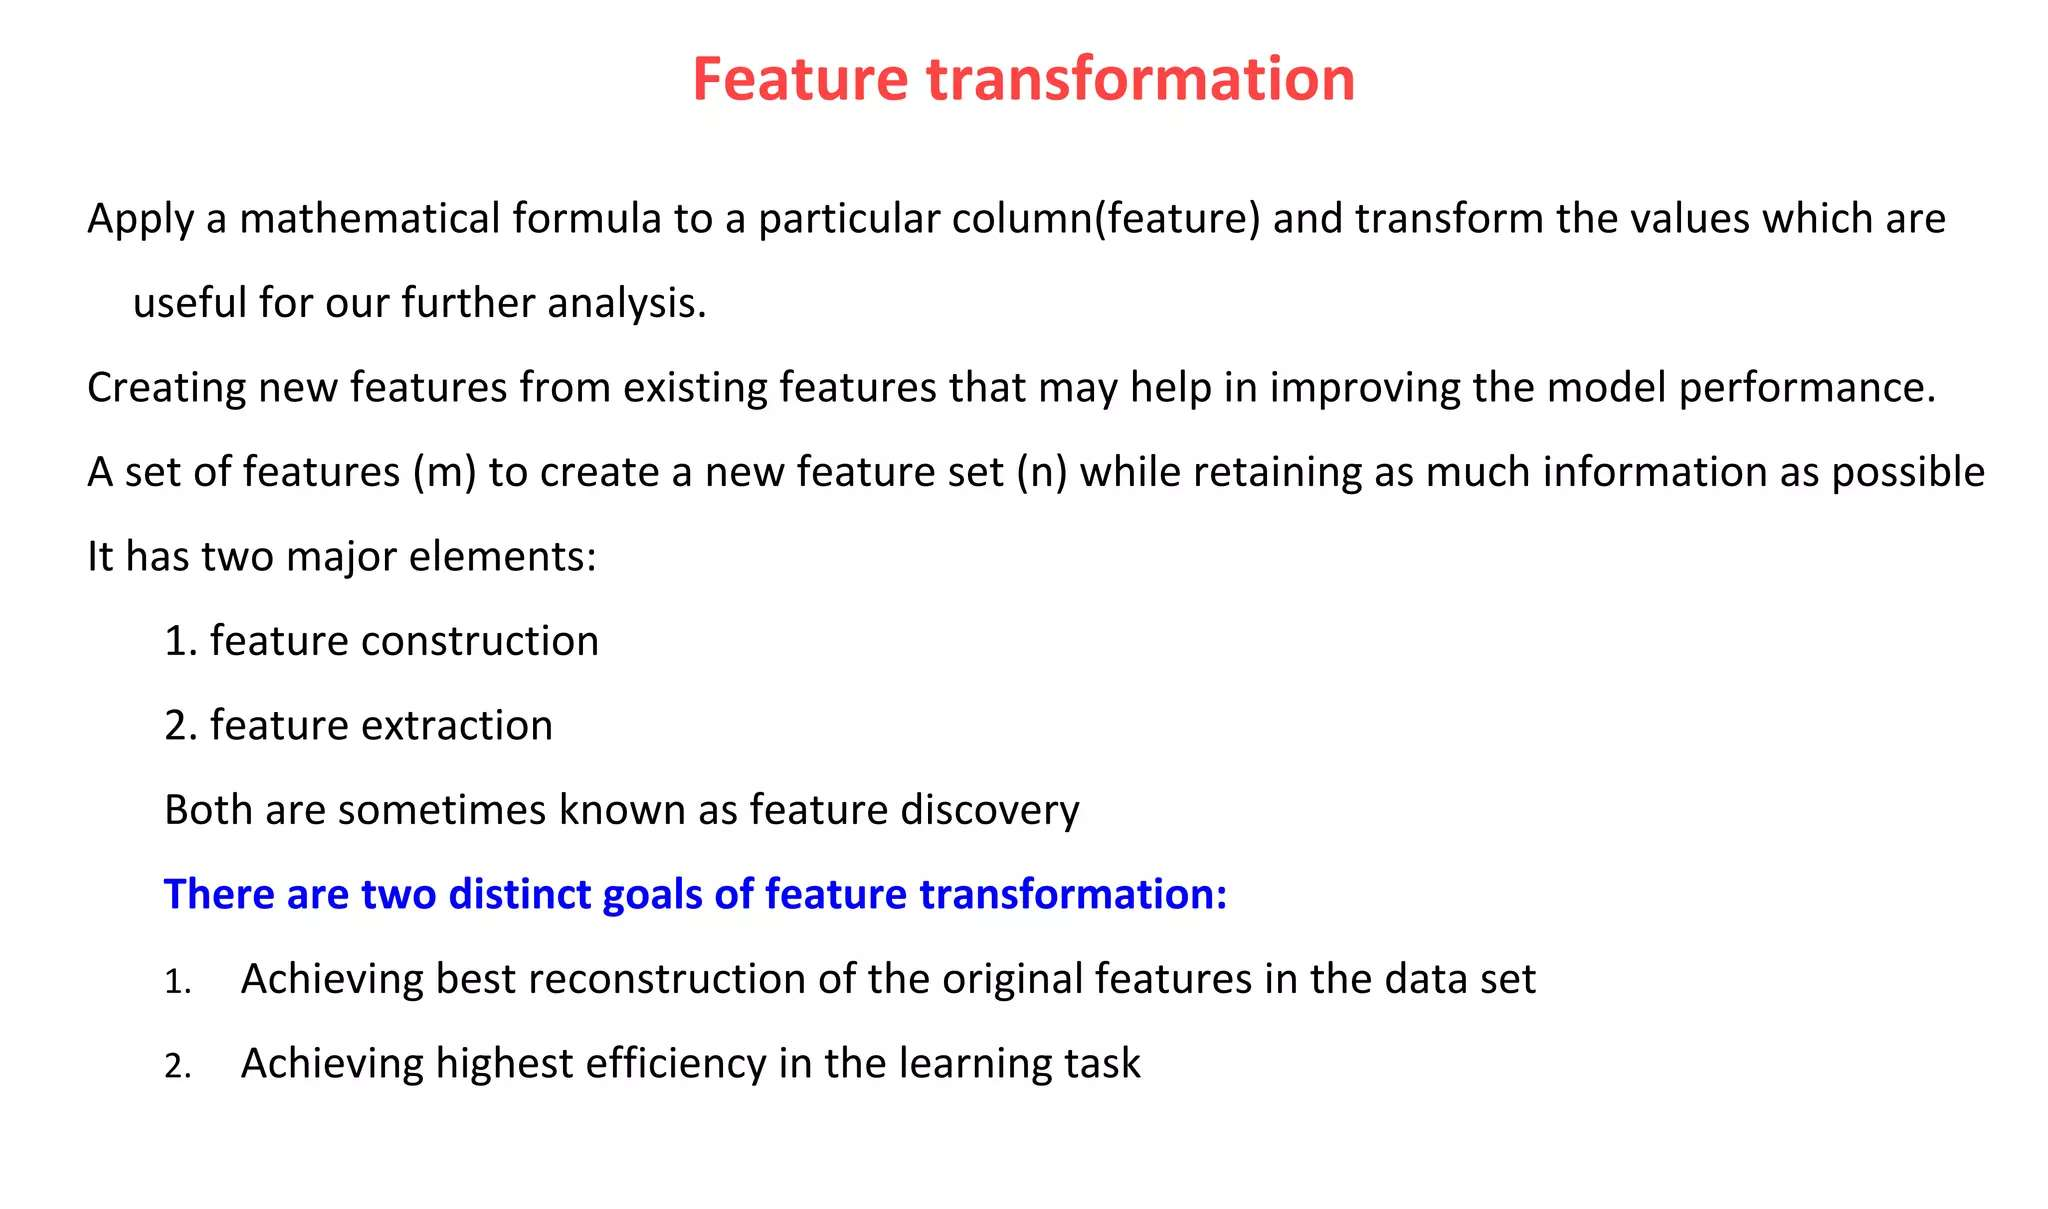 Feature transformation
Apply a mathematical formula to a particular column(feature) and transform the values which are
useful for our further analysis.
Creating new features from existing features that may help in improving the model performance.
A set of features (m) to create a new feature set (n) while retaining as much information as possible
It has two major elements:
1. feature construction
2. feature extraction
Both are sometimes known as feature discovery
There are two distinct goals of feature transformation:
1. Achieving best reconstruction of the original features in the data set
2. Achieving highest efficiency in the learning task